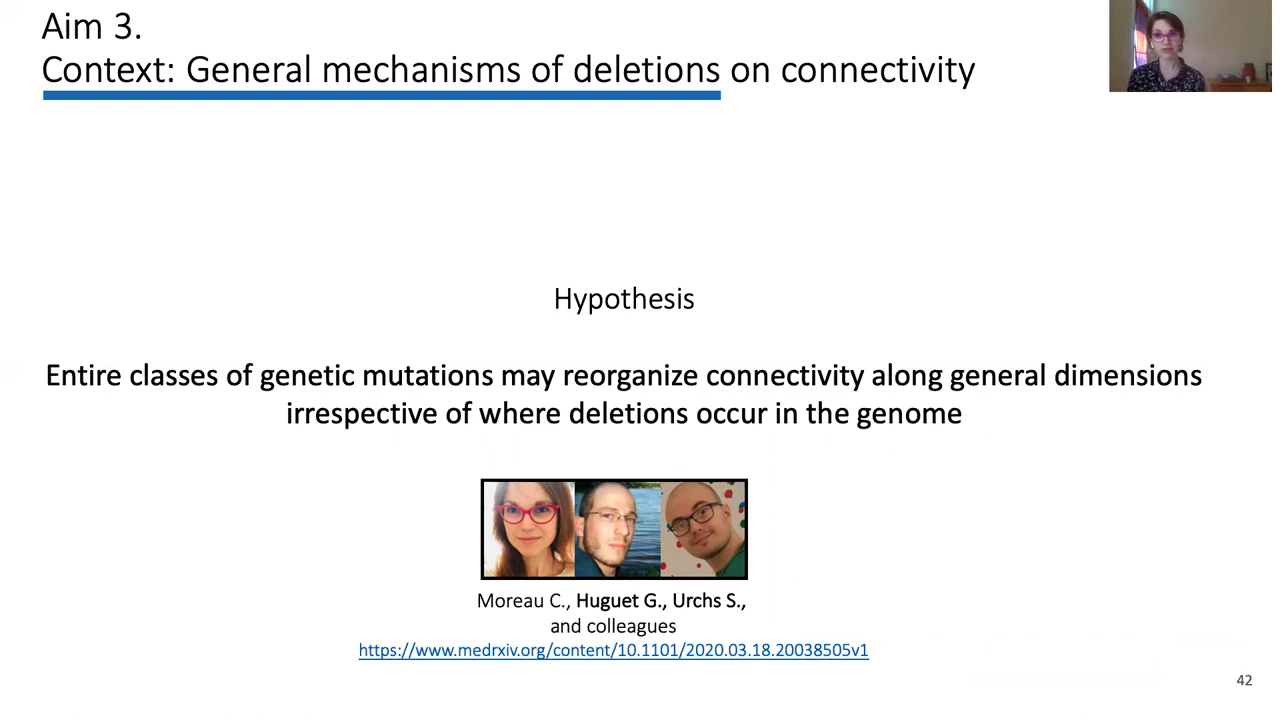 Aim 3.
Context: General mechanisms of deletions on connectivity
Hypothesis
Entire classes of genetic mutations may reorganize connectivity along general dimensions
irrespective of where deletions occur in the genome
Moreau C., Huguet G., Urchs S.,
and colleagues
https://www.medrxiv.org/content/10.1101/2020.03.18.20038505v1
42